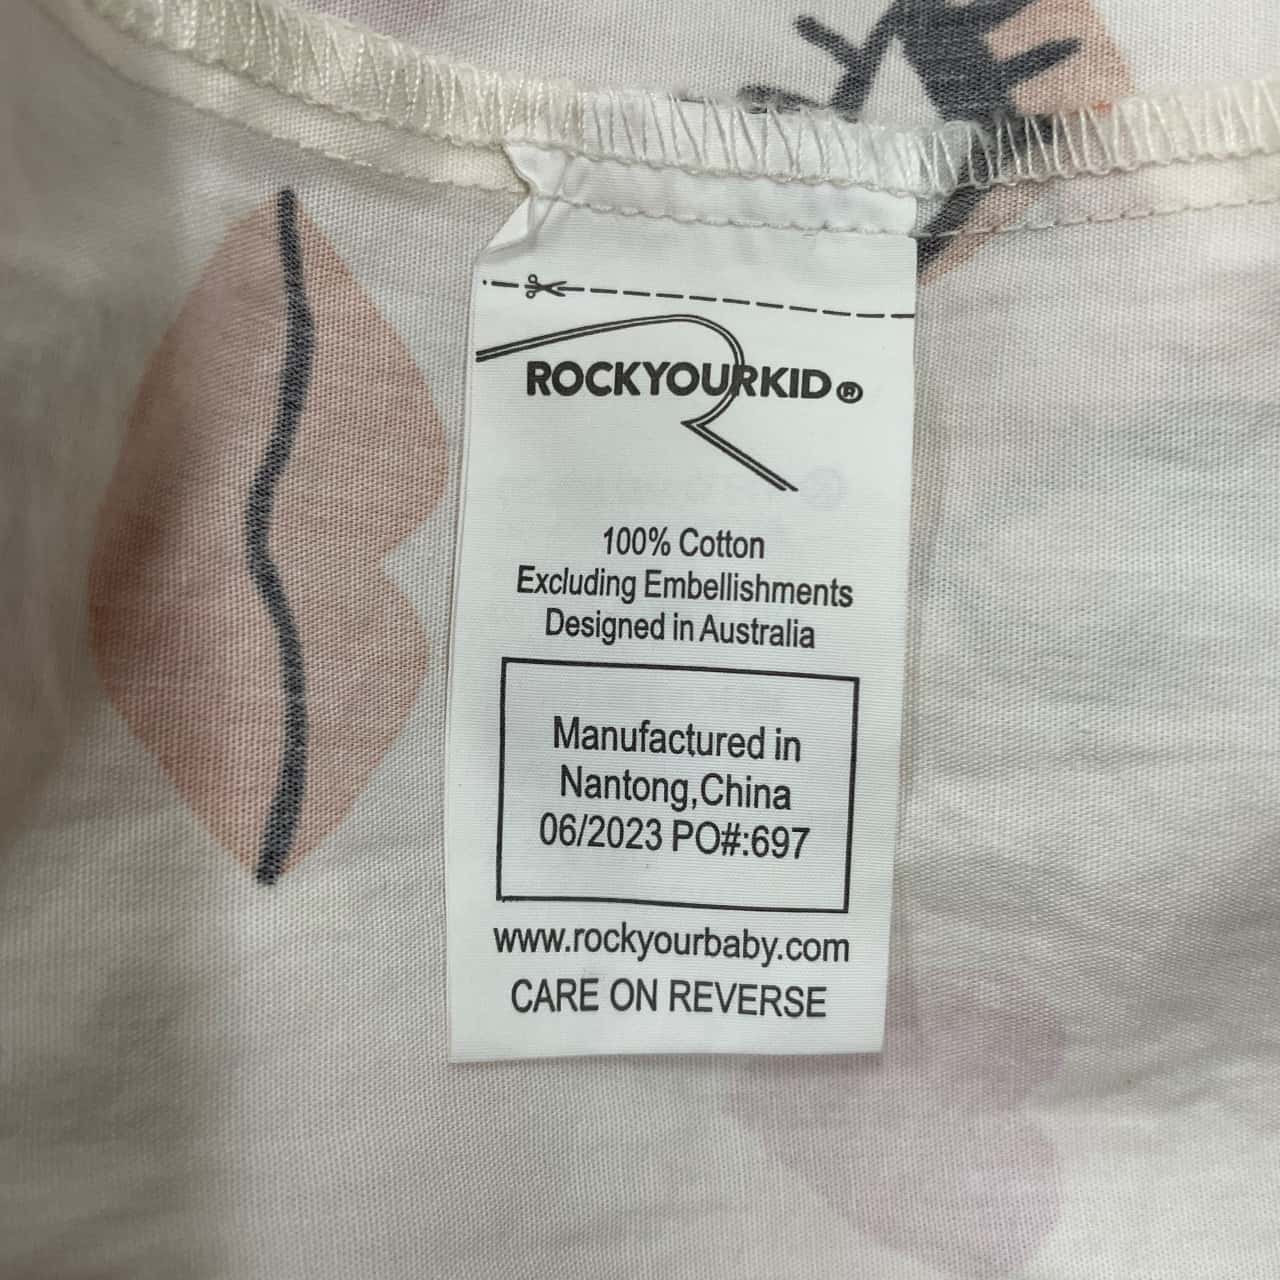 ROCKYOURKID®
100% Cotton
Excluding Embellishments
Designed in Australia
Manufactured in
Nantong,China
06/2023 PO#:697
www.rockyourbaby.com
CARE ON REVERSE